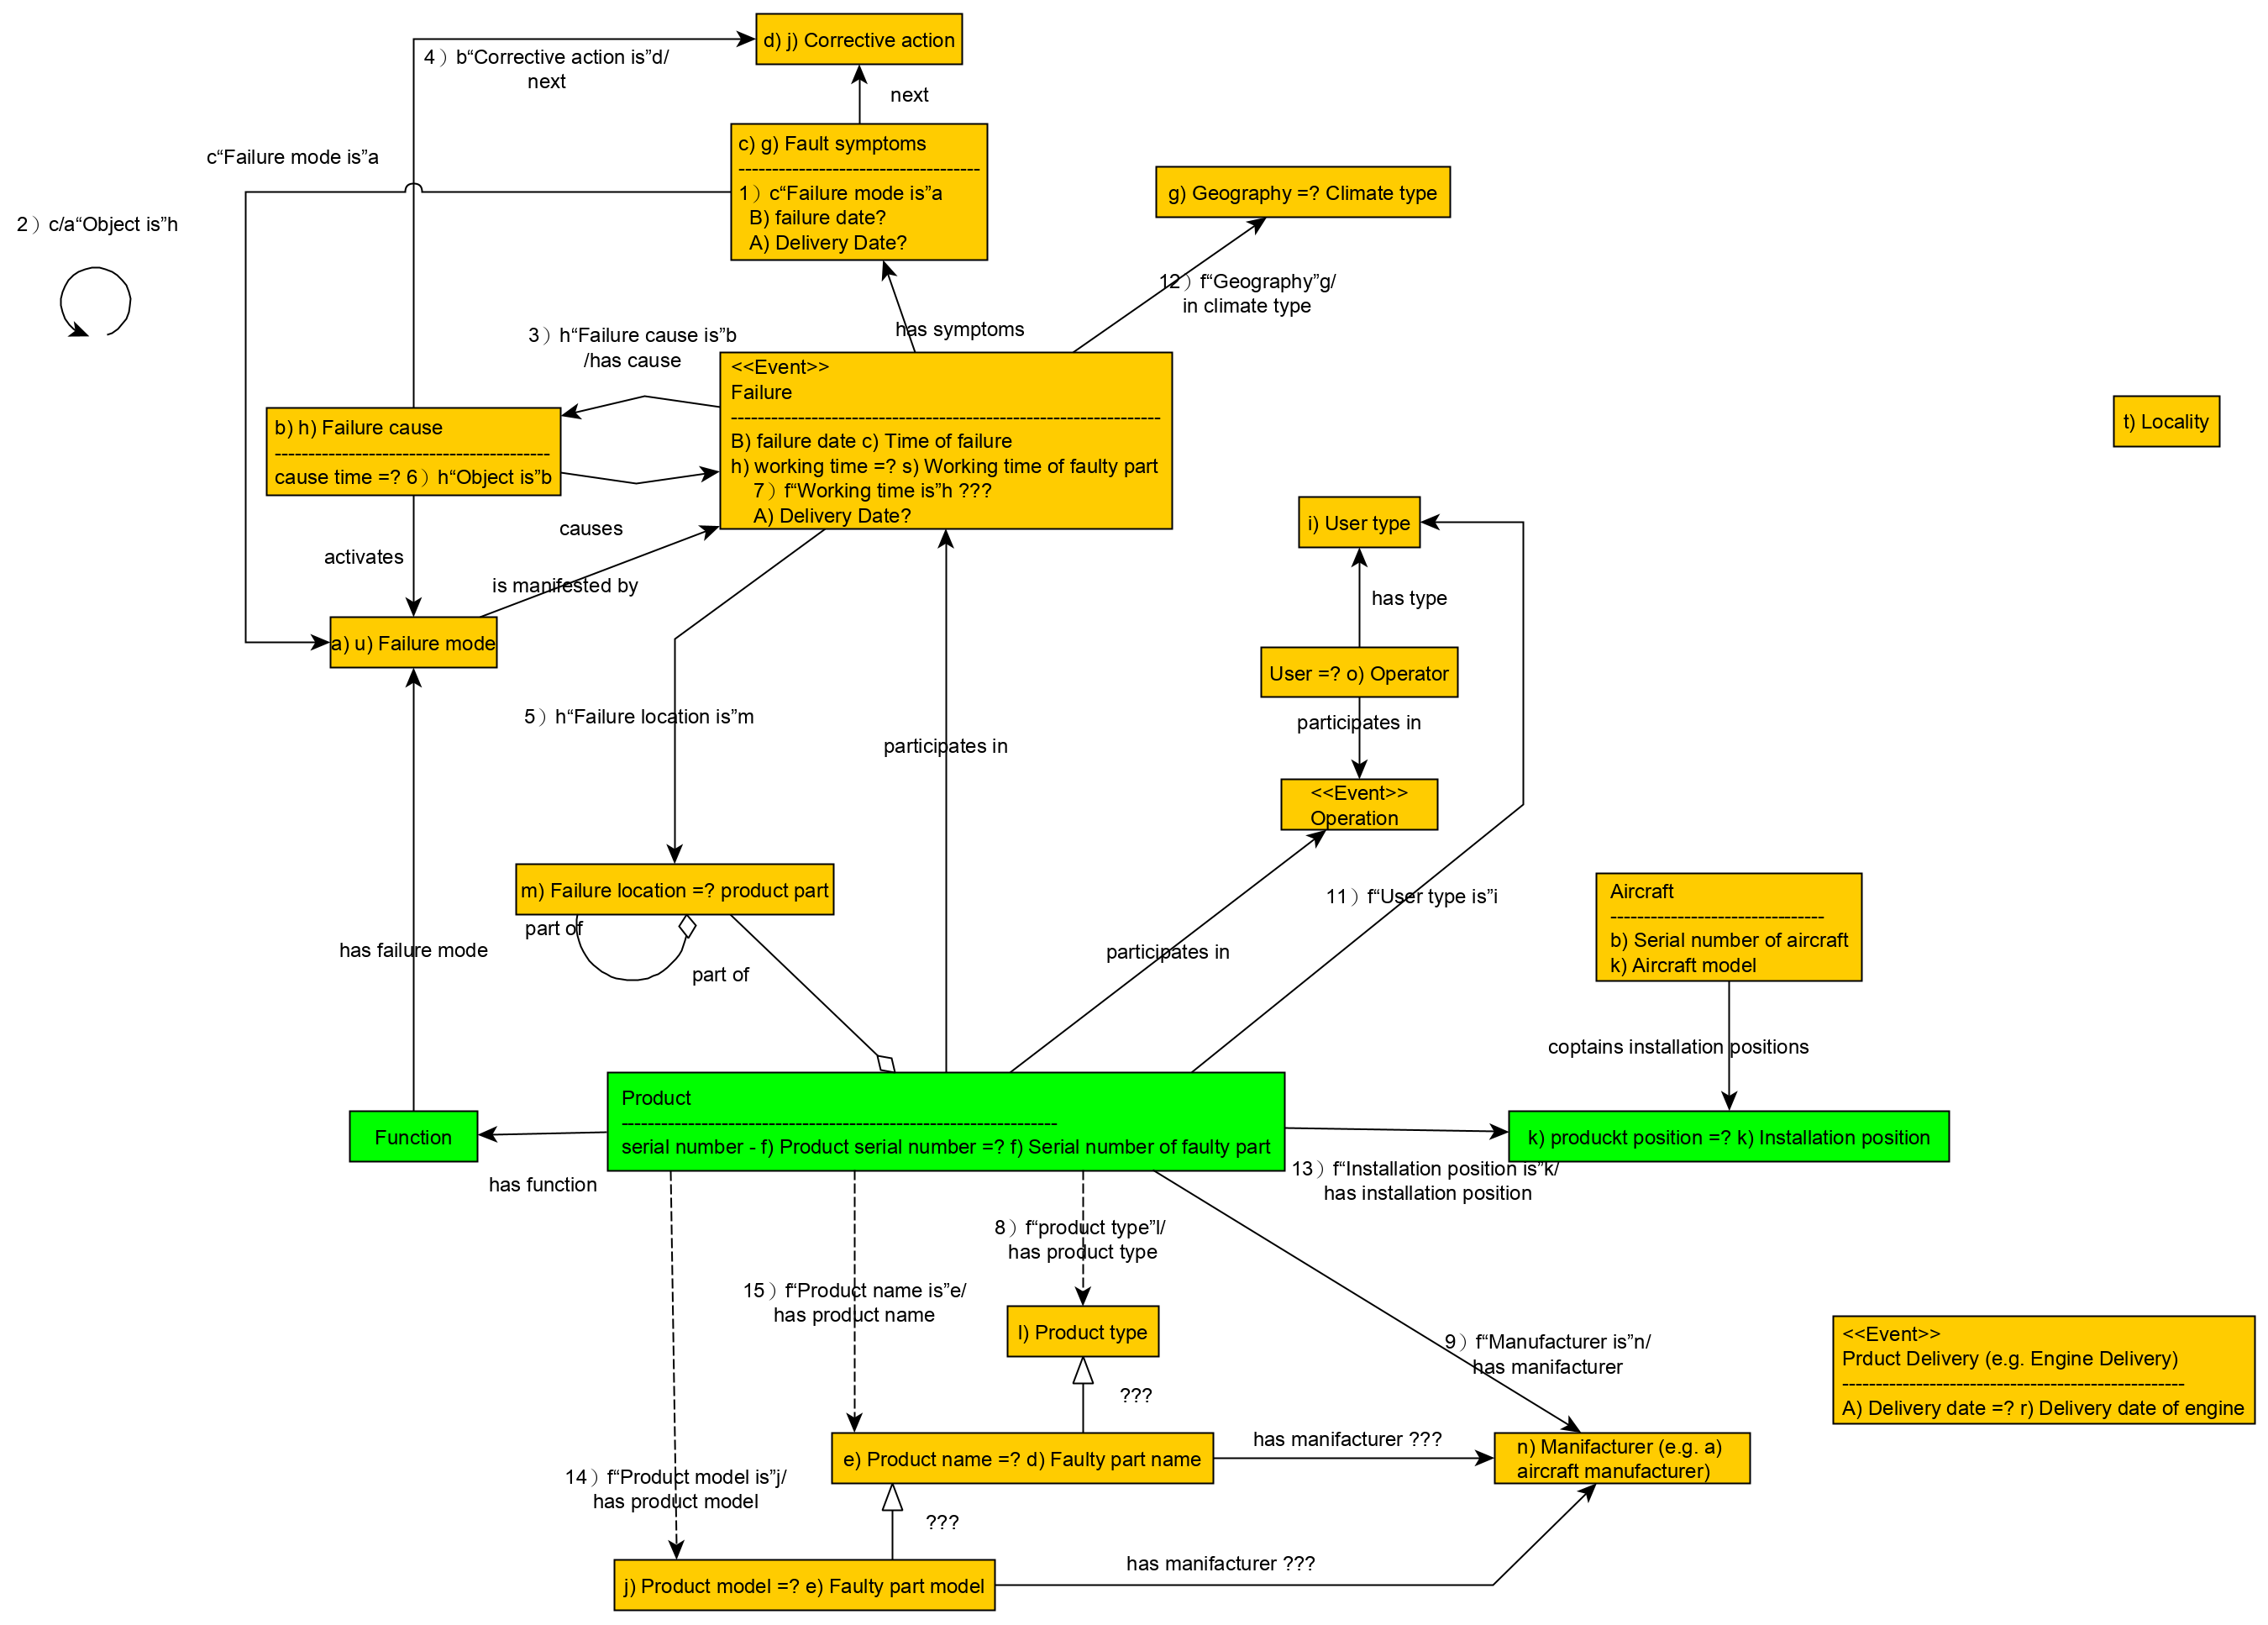 d) j) Corrective action
4）b“Corrective action is”d/
next
next
c“Failure mode is”a
c) g) Fault symptoms
------------------------------------
1）c“Failure mode is”a
B) failure date?
A) Delivery Date?
g) Geography =? Climate type
2）c/a“Object is”h
12）f“Geography”g/
in climate type
has symptoms
3）h“Failure cause is”b
/has cause
<<Event>>
Failure
----------------------------------------------------------------
B) failure date c) Time of failure
h) working time =? s) Working time of faulty part
7）f“Working time is”h ???
A) Delivery Date?
b) h) Failure cause
-----------------------------------------
cause time =? 6）h“Object is”b
t) Locality
i) User type
causes
activates
is manifested by
has type
a) u) Failure mode
User =? o) Operator
5）h“Failure location is”m
participates in
participates in
<<Event>>
Operation
m) Failure location =? product part
11）f“User type is”i
Aircraft
--------------------------------
b) Serial number of aircraft
k) Aircraft model
part of
has failure mode
participates in
part of
coptains installation positions
Product
-----------------------------------------------------------------
serial number - f) Product serial number =? f) Serial number of faulty part
Function
k) produckt position =? k) Installation position
has function
13）f“Installation position is”k/
has installation position
8）f“product type”l/
has product type
15）f“Product name is”e/
has product name
l) Product type
9）f“Manufacturer is”n/
has manifacturer
<<Event>>
Prduct Delivery (e.g. Engine Delivery)
---------------------------------------------------
A) Delivery date =? r) Delivery date of engine
???
has manifacturer ???
e) Product name =? d) Faulty part name
n) Manifacturer (e.g. a)
aircraft manufacturer)
14）f“Product model is”j/
has product model
???
has manifacturer ???
j) Product model =? e) Faulty part model